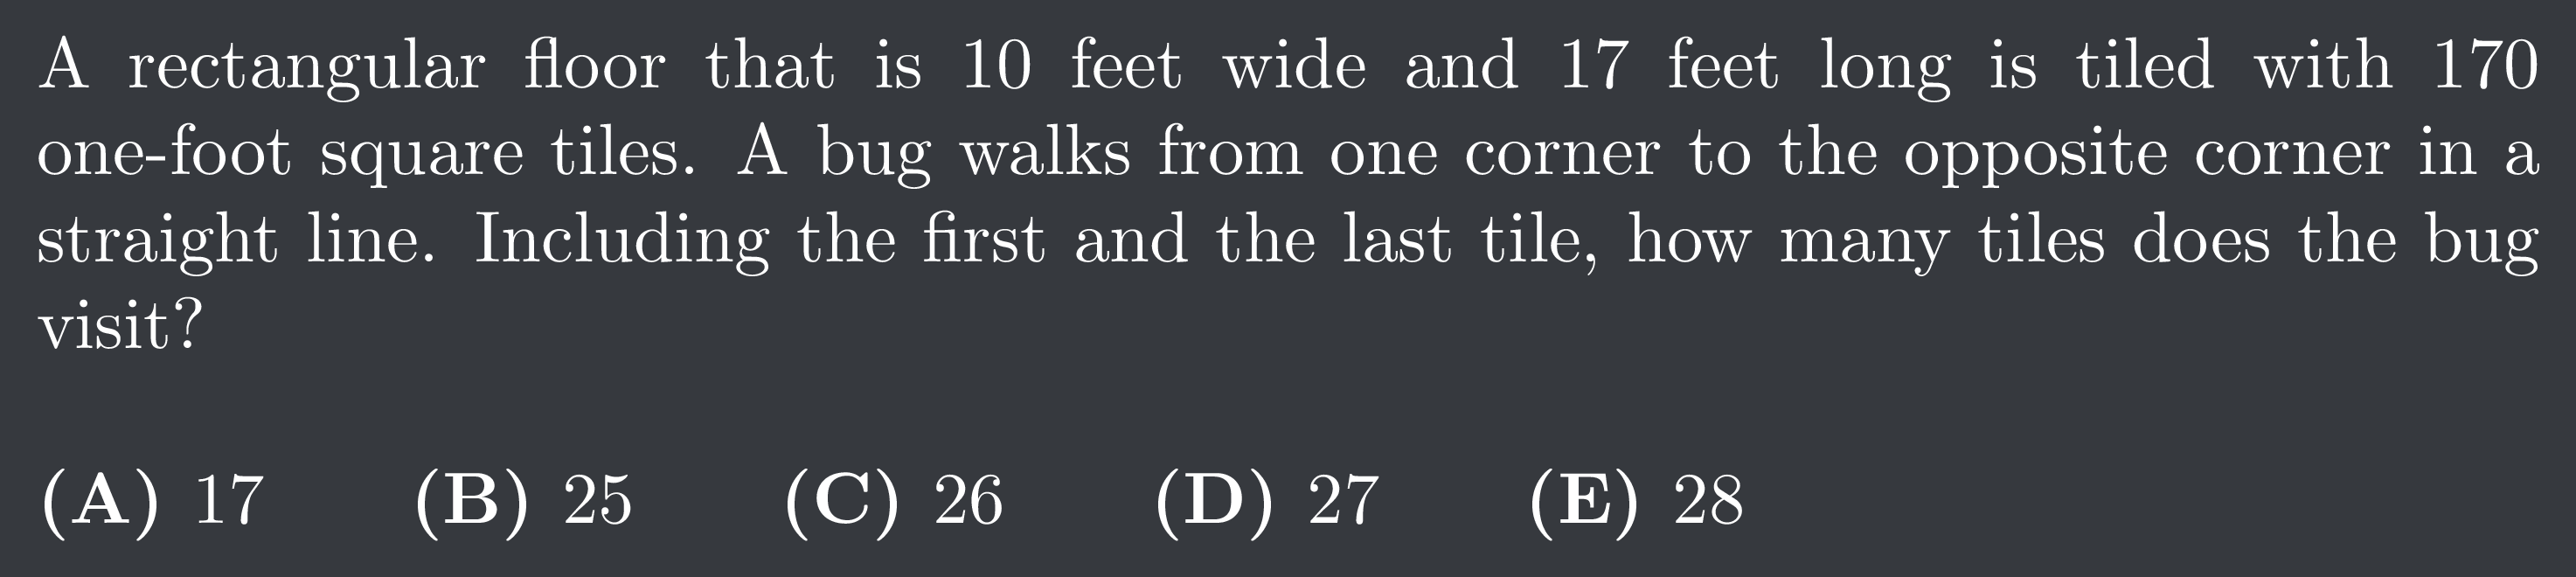 A rectangular floor that is 10 feet wide and 17 feet long is tiled with 170
one-foot square tiles. A bug walks from one corner to the opposite corner in a
straight line. Including the first and the last tile, how many tiles does the bug
visit?
(A) 17 (B) 25 (C) 26 (D) 27 (E) 28